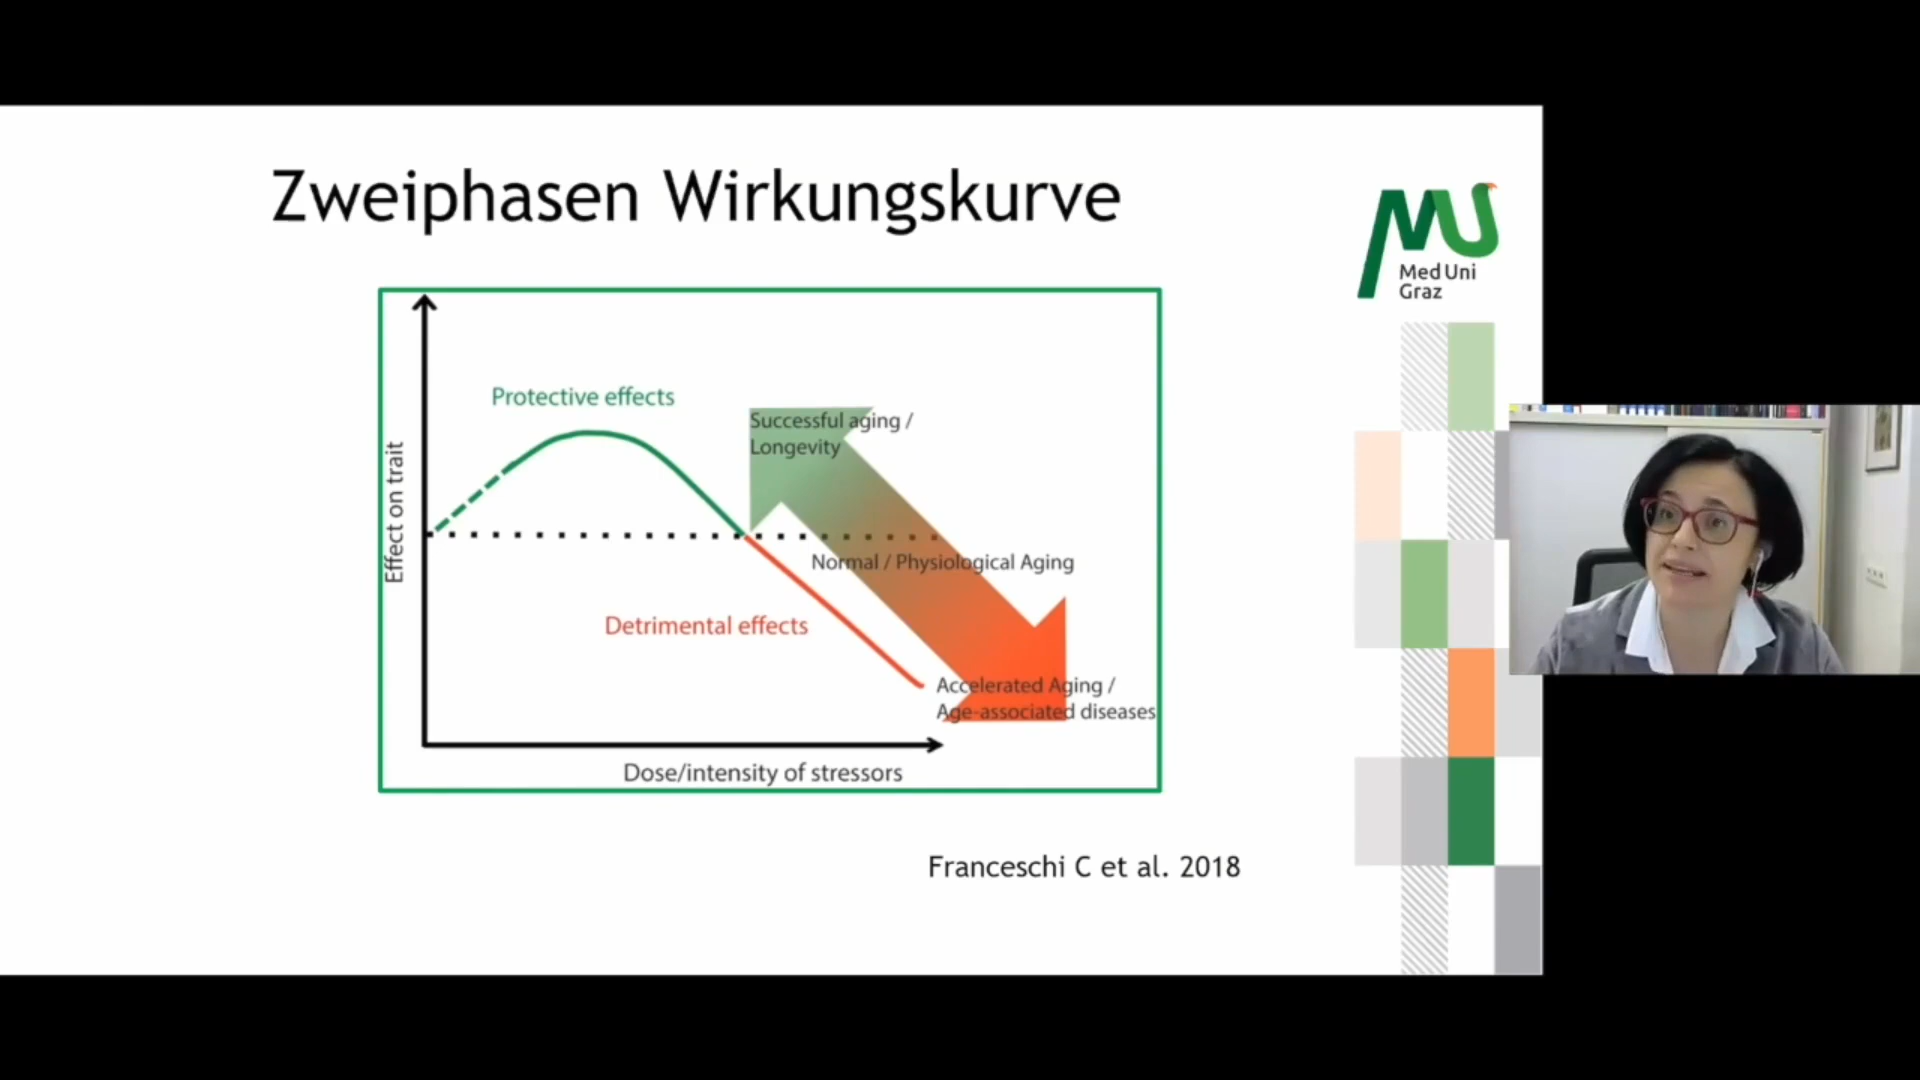 Zweiphasen Wirkungskurve
Med Uni
Graz
Protective effects
Successful aging /
Longevity
Effect on trait
Normal / Physiological Aging
Detrimental effects
Accelerated Aging /
Age-associated diseases
Dose/intensity of stressors
Franceschi C et al. 2018